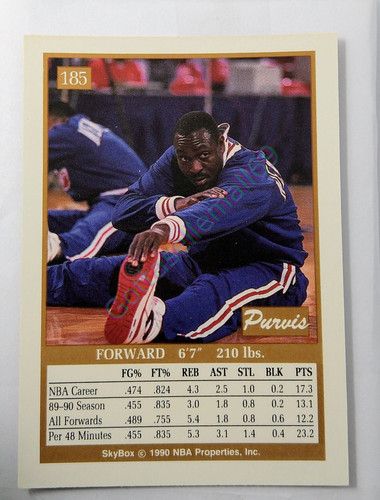 185
Purvis
FORWARD 6'7" 210 lbs.
FG% FT% REB AST STL BLK PTS
NBA Career .474 .824 4.3 2.5 1.0 0.2 17.3
89-90 Season .455 .835 3.0 1.8 0.8 0.2 13.1
All Forwards .489 .755 5.4 1.8 0.8 0.6 12.2
Per 48 Minutes .455 .835 5.3 3.1 1.4 0.4 23.2
SkyBox © 1990 NBA Properties, Inc.